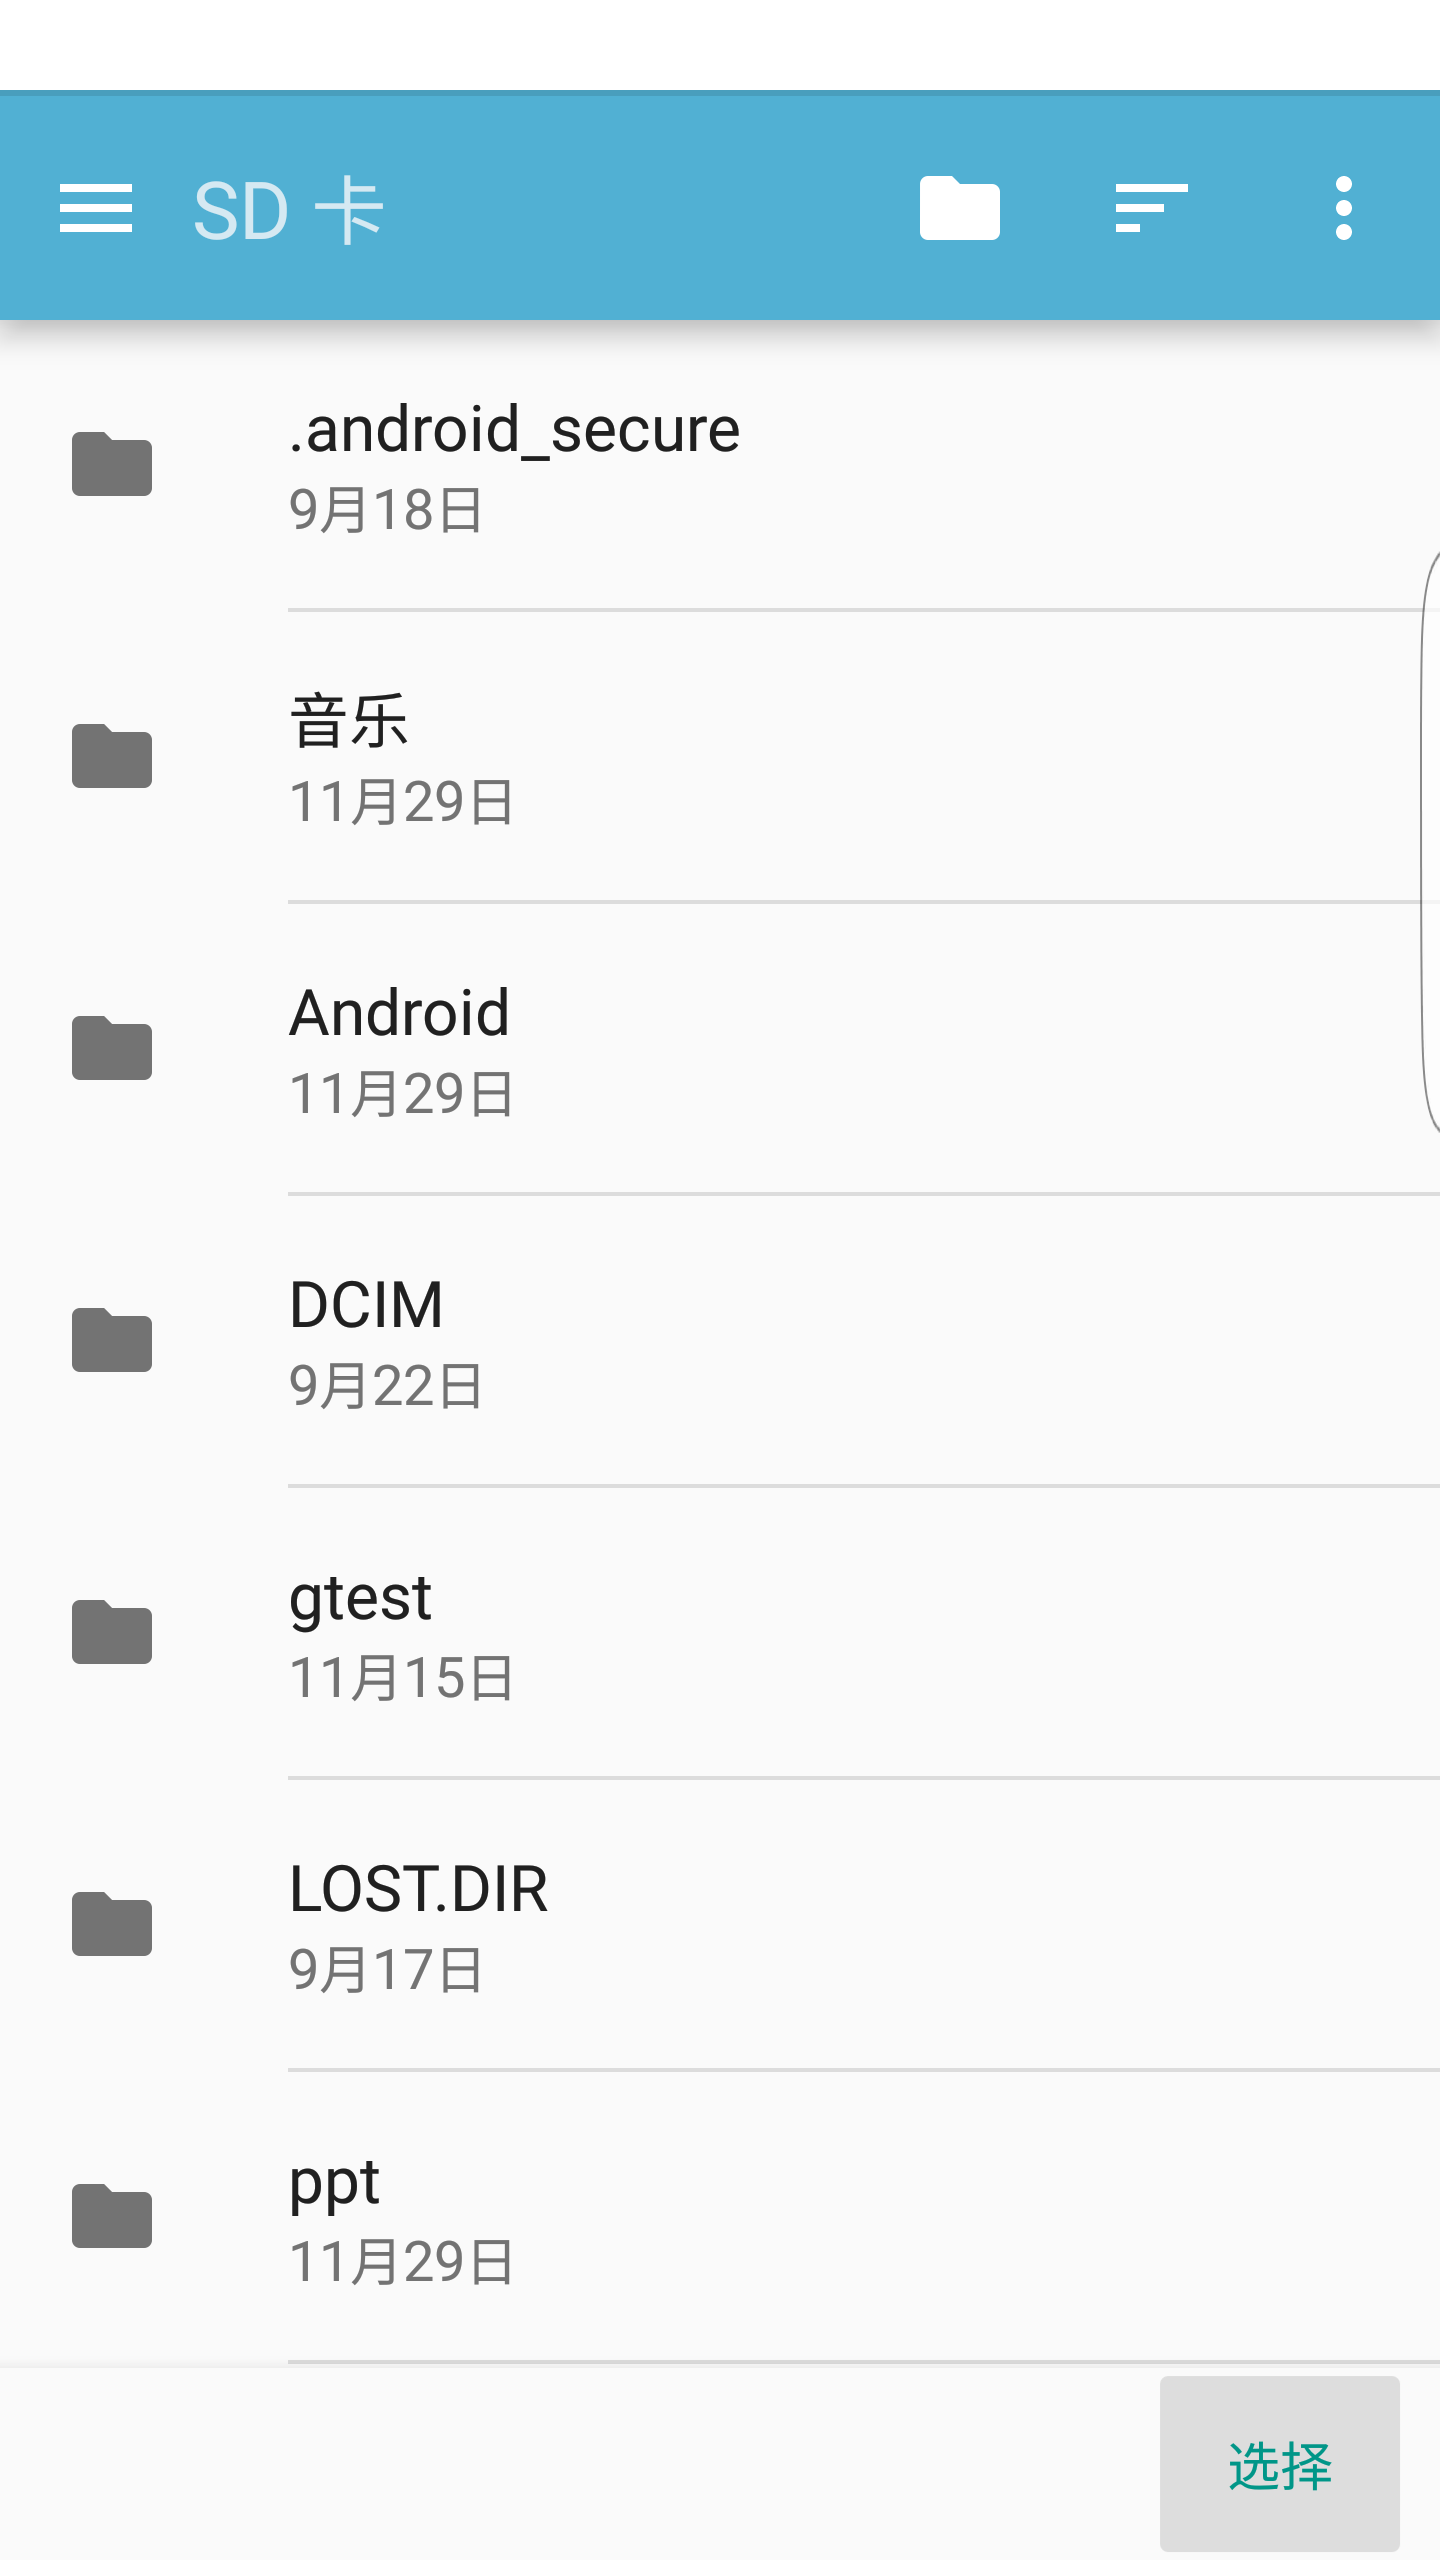 SD 卡
.android_secure
9月18日
音乐
11月29日
Android
11月29日
DCIM
9月22日
gtest
11月15日
LOST.DIR
9月17日
ppt
11月29日
选择